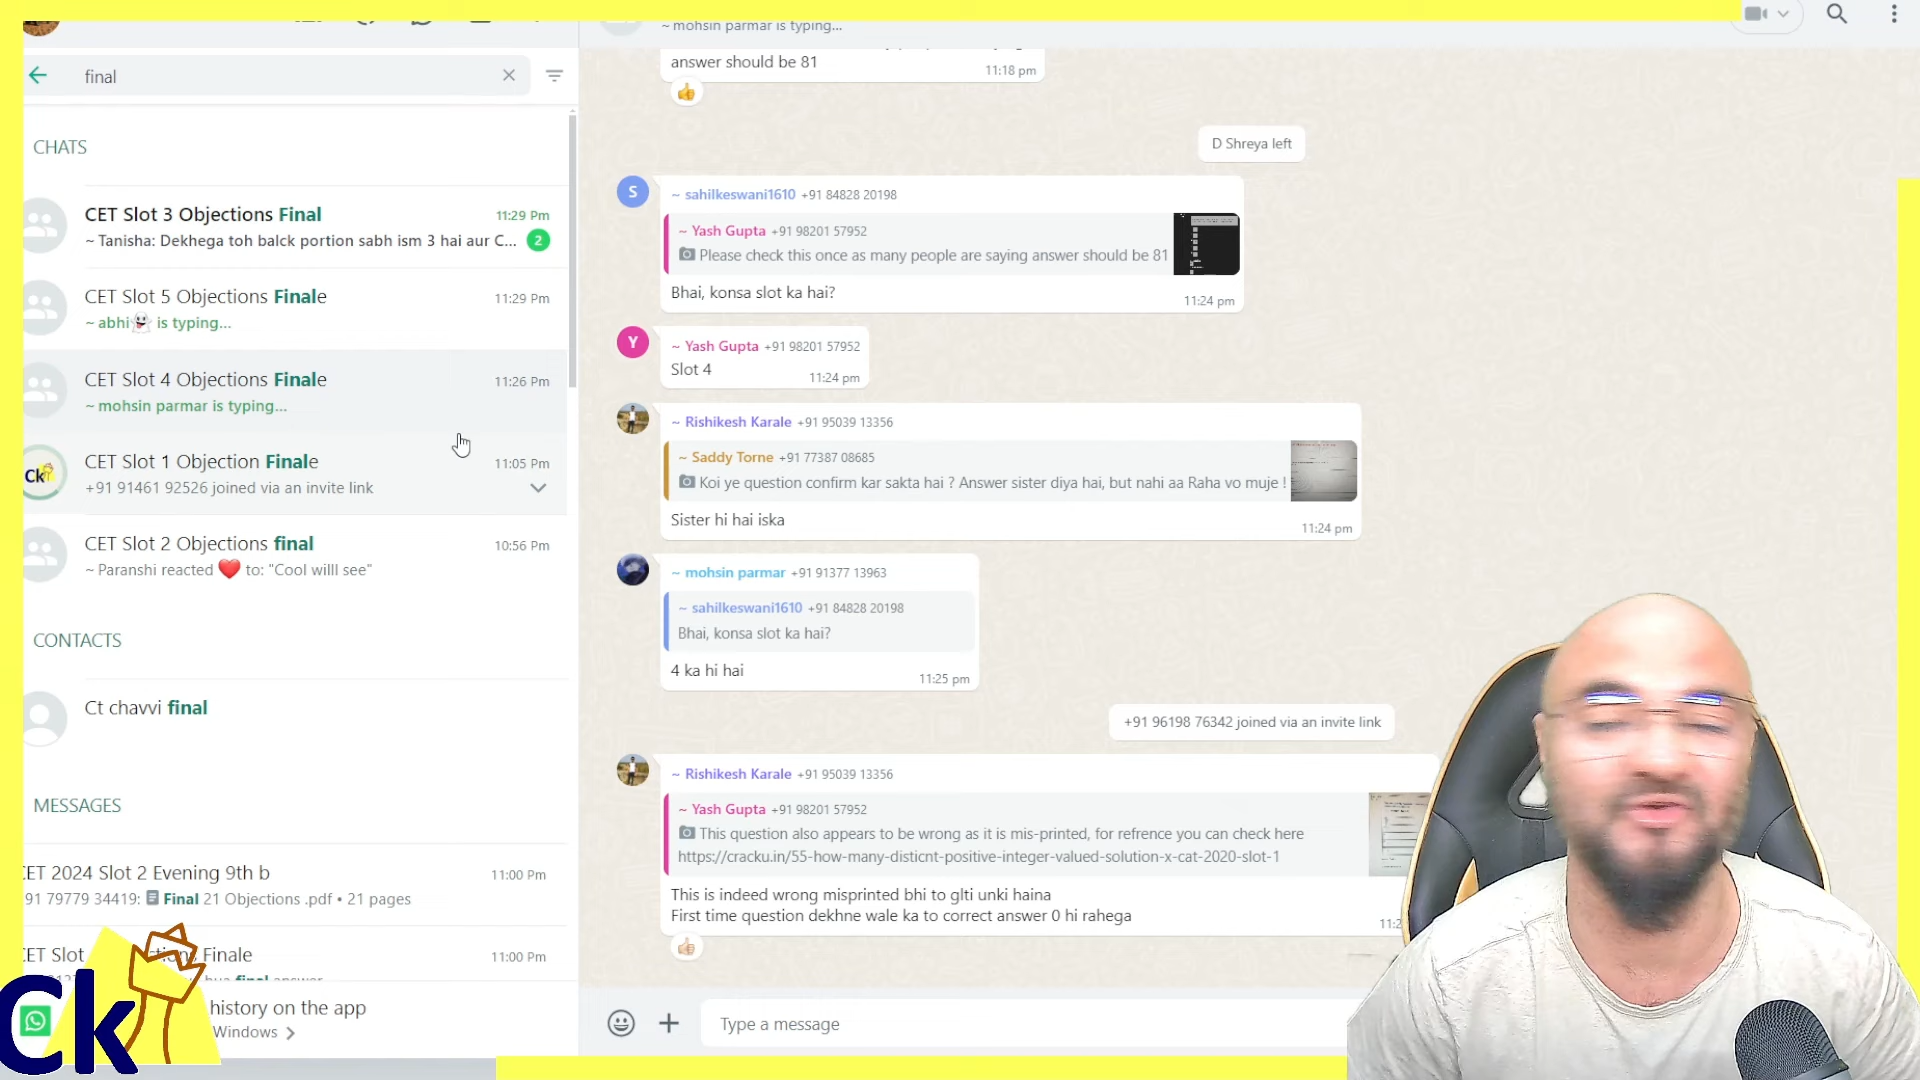 final
CHATS
CET Slot 3 Objections Final
11:29 Pm
~ Tanisha: Dekhega toh balck portion sabh ism 3 hai aur C...
2
CET Slot 5 Objections Finale
11:29 Pm
~ abhi👻 is typing...
CET Slot 4 Objections Finale
11:26 Pm
~ mohsin parmar is typing...
CET Slot 1 Objection Finale
11:05 Pm
+91 91461 92526 joined via an invite link
CET Slot 2 Objections final
10:56 Pm
~ Paranshi reacted ❤️ to: "Cool willl see"
CONTACTS
Ct chavvi final
MESSAGES
CET 2024 Slot 2 Evening 9th b
11:00 Pm
91 79779 34419: Final 21 Objections .pdf • 21 pages
CET Slot
Finale
11:00 Pm
final answer
history on the app
Windows
Ck
Ck
~ mohsin parmar is typing...
answer should be 81
11:18 pm
👍
D Shreya left
S
~ sahilkeswani1610 +91 84828 20198
~ Yash Gupta +91 98201 57952
Please check this once as many people are saying answer should be 81
Bhai, konsa slot ka hai?
11:24 pm
Y
~ Yash Gupta +91 98201 57952
Slot 4
11:24 pm
~ Rishikesh Karale +91 95039 13356
~ Saddy Torne +91 77387 08685
Koi ye question confirm kar sakta hai ? Answer sister diya hai, but nahi aa Raha vo muje !
Sister hi hai iska
11:24 pm
~ mohsin parmar +91 91377 13963
~ sahilkeswani1610 +91 84828 20198
Bhai, konsa slot ka hai?
4 ka hi hai
11:25 pm
+91 96198 76342 joined via an invite link
~ Rishikesh Karale +91 95039 13356
~ Yash Gupta +91 98201 57952
This question also appears to be wrong as it is mis-printed, for refrence you can check here
https://cracku.in/55-how-many-disticnt-positive-integer-valued-solution-x-cat-2020-slot-1
This is indeed wrong misprinted bhi to glti unki haina
First time question dekhne wale ka to correct answer 0 hi rahega
11:2
👍
Type a message